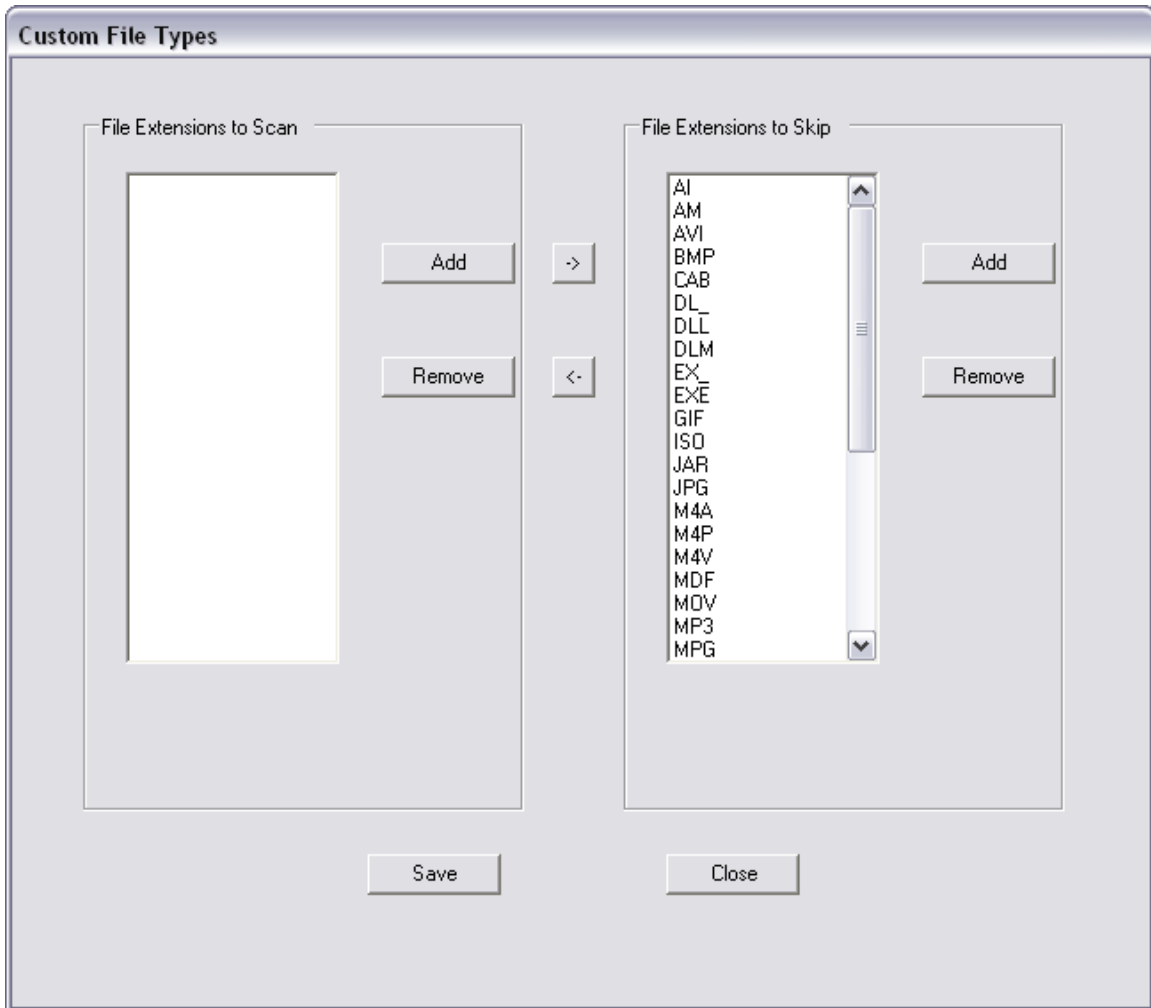 Custom File Types
File Extensions to Scan
Add
Remove
->
<-
File Extensions to Skip
AI
AM
AVI
BMP
CAB
DL_
DLL
DLM
EX_
EXE
GIF
ISO
JAR
JPG
M4A
M4P
M4V
MDF
MOV
MP3
MPG
Add
Remove
Save
Close